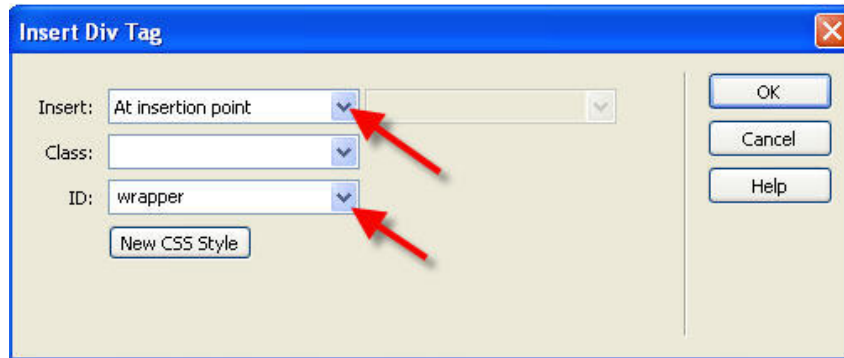 Insert Div Tag
Insert: At insertion point
OK
Class:
Cancel
ID: wrapper
Help
New CSS Style